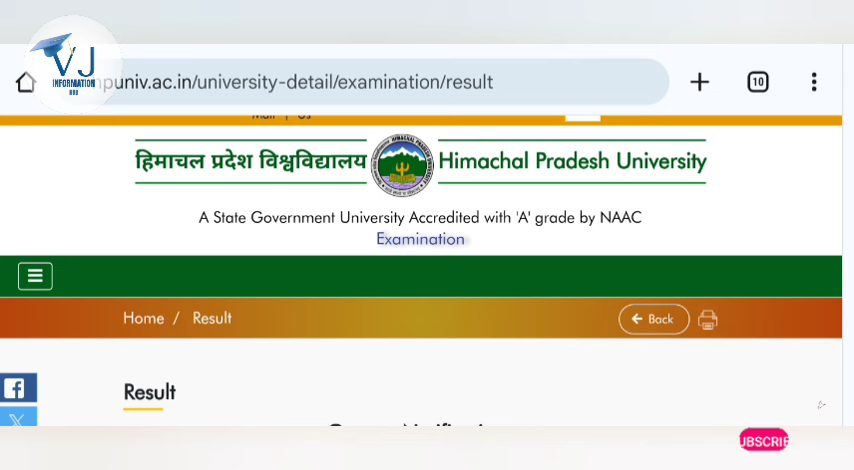 VJ
INFORMATION
puniv.ac.in/university-detail/examination/result
10
हिमाचल प्रदेश विश्वविद्यालय
Himachal Pradesh University
A State Government University Accredited with 'A' grade by NAAC
Examination
Home / Result
Back
Result
UBSCRIE